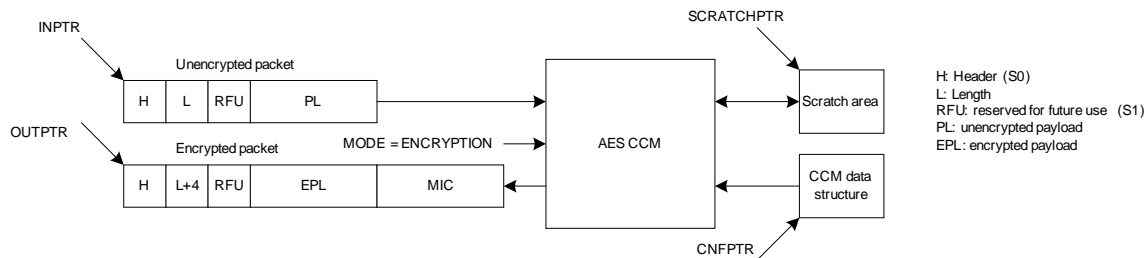 SCRATCHPTR
INPTR
Unencrypted packet
H L RFU PL
Scratch area
H: Header (S0)
L: Length
RFU: reserved for future use (S1)
PL: unencrypted payload
EPL: encrypted payload
OUTPTR
MODE = ENCRYPTION
AES CCM
Encrypted packet
H L+4 RFU EPL MIC
CCM data
structure
CNFPTR